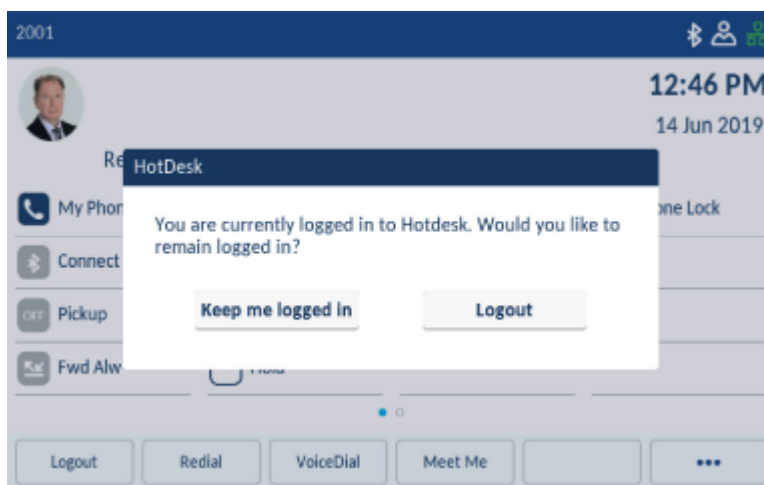 2001
12:46 PM
14 Jun 2019
Re
HotDesk
My Phon
one Lock
You are currently logged in to Hotdesk. Would you like to
remain logged in?
Connect
Keep me logged in
Logout
OFF
Pickup
Fwd Alw
Logout
Redial
VoiceDial
Meet Me
•••